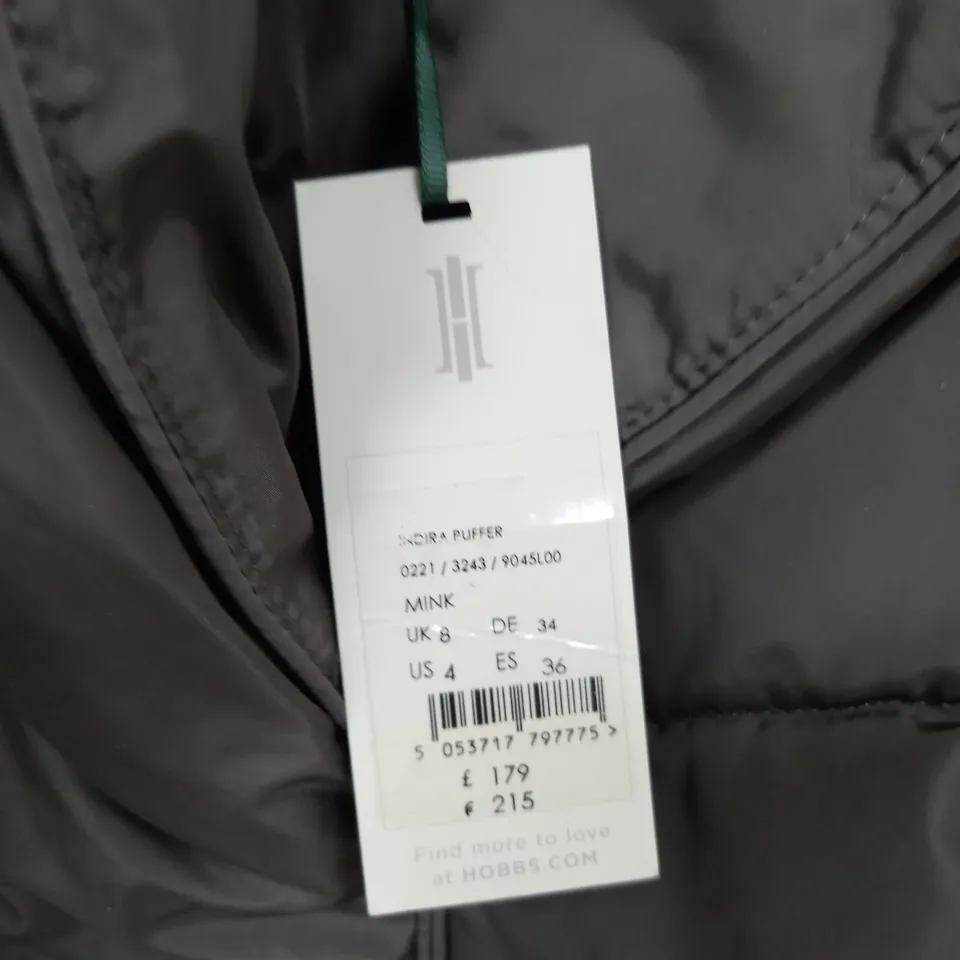 INDIRA PUFFER
0221 / 3243 / 9045L00
MINK
UK 8 DE 34
US 4 ES 36
5 053717 797775 >
£ 179
€ 215
Find more to love
at HOBBS.COM